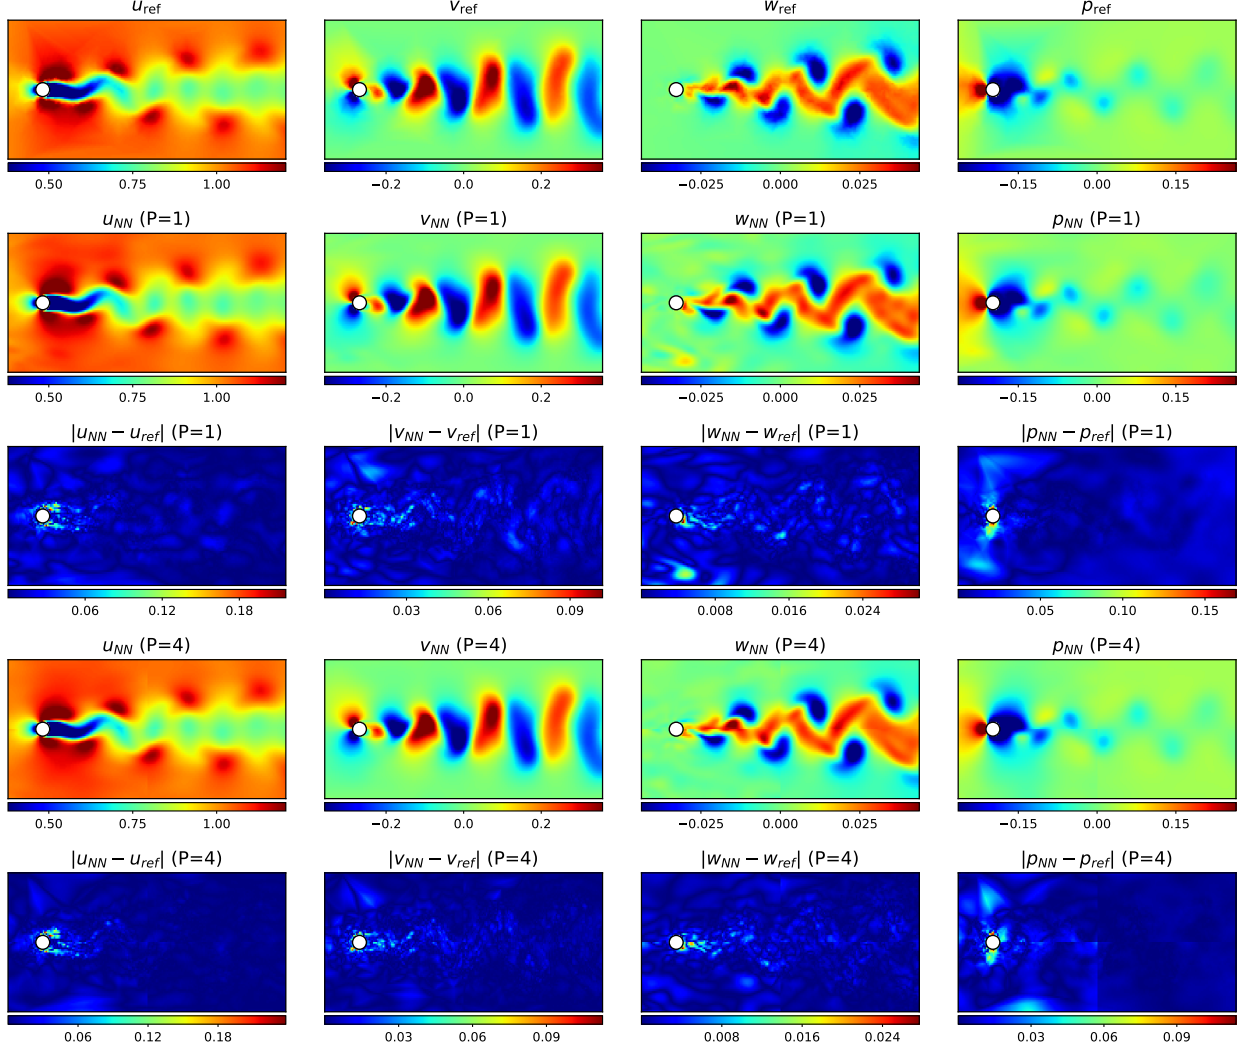 u_ref v_ref w_ref p_ref
0.50 0.75 1.00 −0.2 0.0 0.2 −0.025 0.000 0.025 −0.15 0.00 0.15
u_NN (P=1) v_NN (P=1) w_NN (P=1) p_NN (P=1)
0.50 0.75 1.00 −0.2 0.0 0.2 −0.025 0.000 0.025 −0.15 0.00 0.15
|u_NN − u_ref| (P=1) |v_NN − v_ref| (P=1) |w_NN − w_ref| (P=1) |p_NN − p_ref| (P=1)
0.06 0.12 0.18 0.03 0.06 0.09 0.008 0.016 0.024 0.05 0.10 0.15
u_NN (P=4) v_NN (P=4) w_NN (P=4) p_NN (P=4)
0.50 0.75 1.00 −0.2 0.0 0.2 −0.025 0.000 0.025 −0.15 0.00 0.15
|u_NN − u_ref| (P=4) |v_NN − v_ref| (P=4) |w_NN − w_ref| (P=4) |p_NN − p_ref| (P=4)
0.06 0.12 0.18 0.03 0.06 0.09 0.008 0.016 0.024 0.03 0.06 0.09